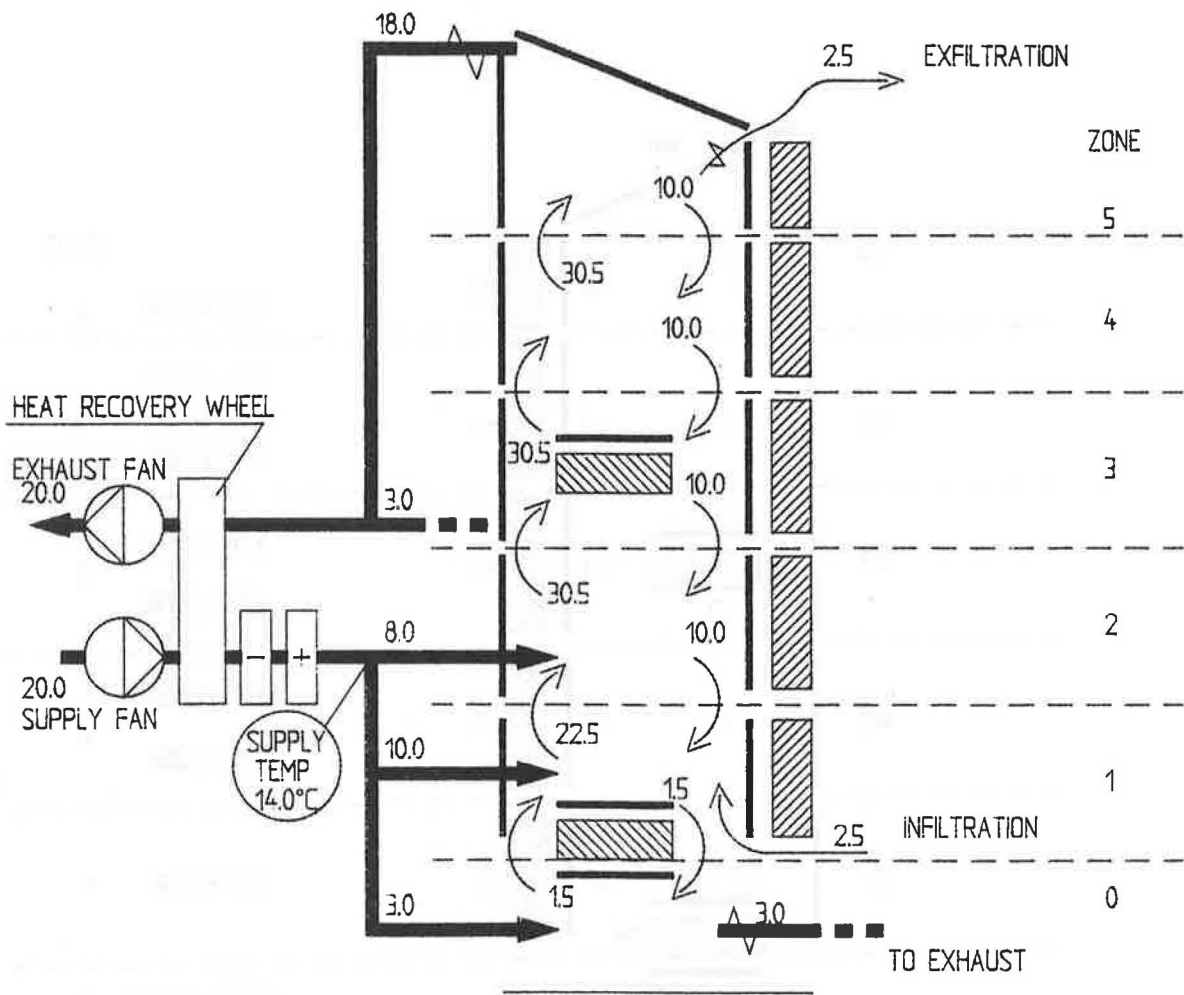 18.0
2.5 EXFILTRATION
ZONE
10.0
5
30.5
10.0
4
HEAT RECOVERY WHEEL
EXHAUST FAN
20.0
3.0
30.5
10.0
3
30.5
8.0
10.0
2
20.0
SUPPLY FAN
- +
SUPPLY
TEMP
14.0°C
10.0
22.5
1.5
1
2.5
INFILTRATION
3.0
1.5
3.0
0
TO EXHAUST